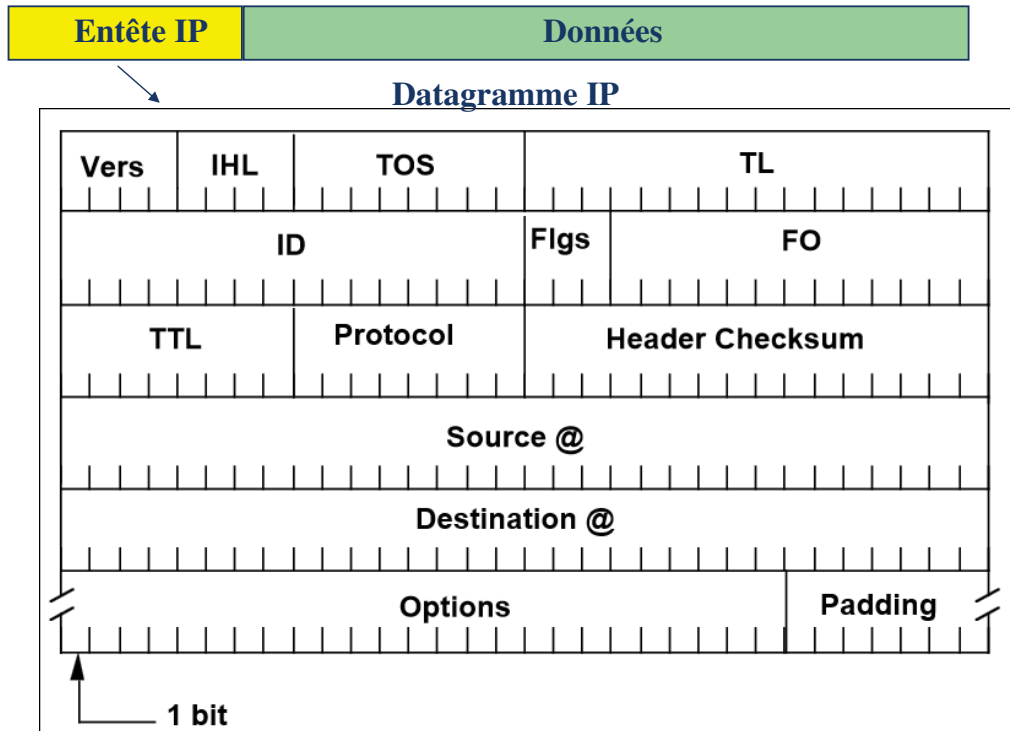 Entête IP Données
Datagramme IP
Vers IHL TOS TL
ID Flgs FO
TTL Protocol Header Checksum
Source @
Destination @
Options Padding
1 bit